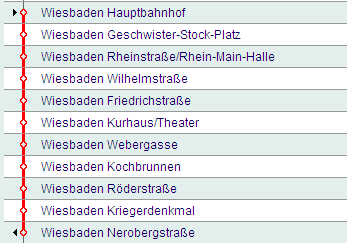 Wiesbaden Hauptbahnhof
Wiesbaden Geschwister-Stock-Platz
Wiesbaden Rheinstraße/Rhein-Main-Halle
Wiesbaden Wilhelmstraße
Wiesbaden Friedrichstraße
Wiesbaden Kurhaus/Theater
Wiesbaden Webergasse
Wiesbaden Kochbrunnen
Wiesbaden Röderstraße
Wiesbaden Kriegerdenkmal
Wiesbaden Nerobergstraße